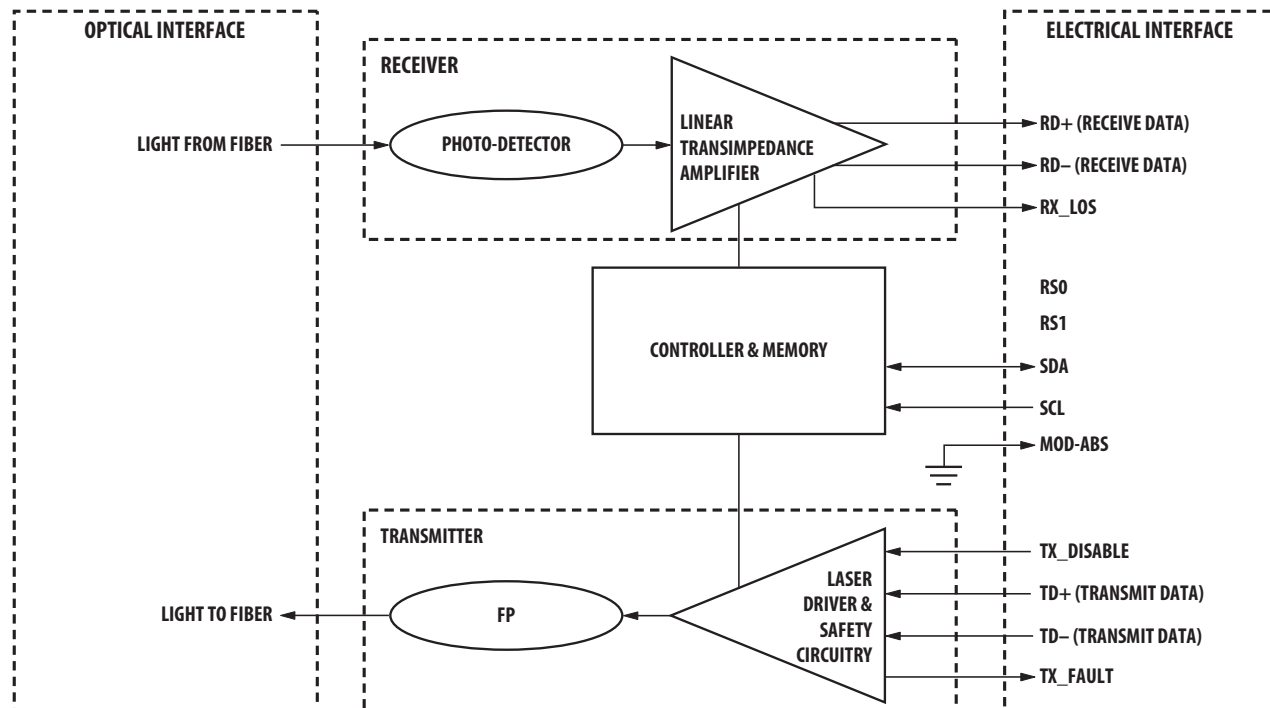 OPTICAL INTERFACE
ELECTRICAL INTERFACE
RECEIVER
LIGHT FROM FIBER
PHOTO-DETECTOR
LINEAR
TRANSIMPEDANCE
AMPLIFIER
RD+ (RECEIVE DATA)
RD– (RECEIVE DATA)
RX_LOS
CONTROLLER & MEMORY
RS0
RS1
SDA
SCL
MOD-ABS
TRANSMITTER
LIGHT TO FIBER
FP
LASER
DRIVER &
SAFETY
CIRCUITRY
TX_DISABLE
TD+ (TRANSMIT DATA)
TD– (TRANSMIT DATA)
TX_FAULT